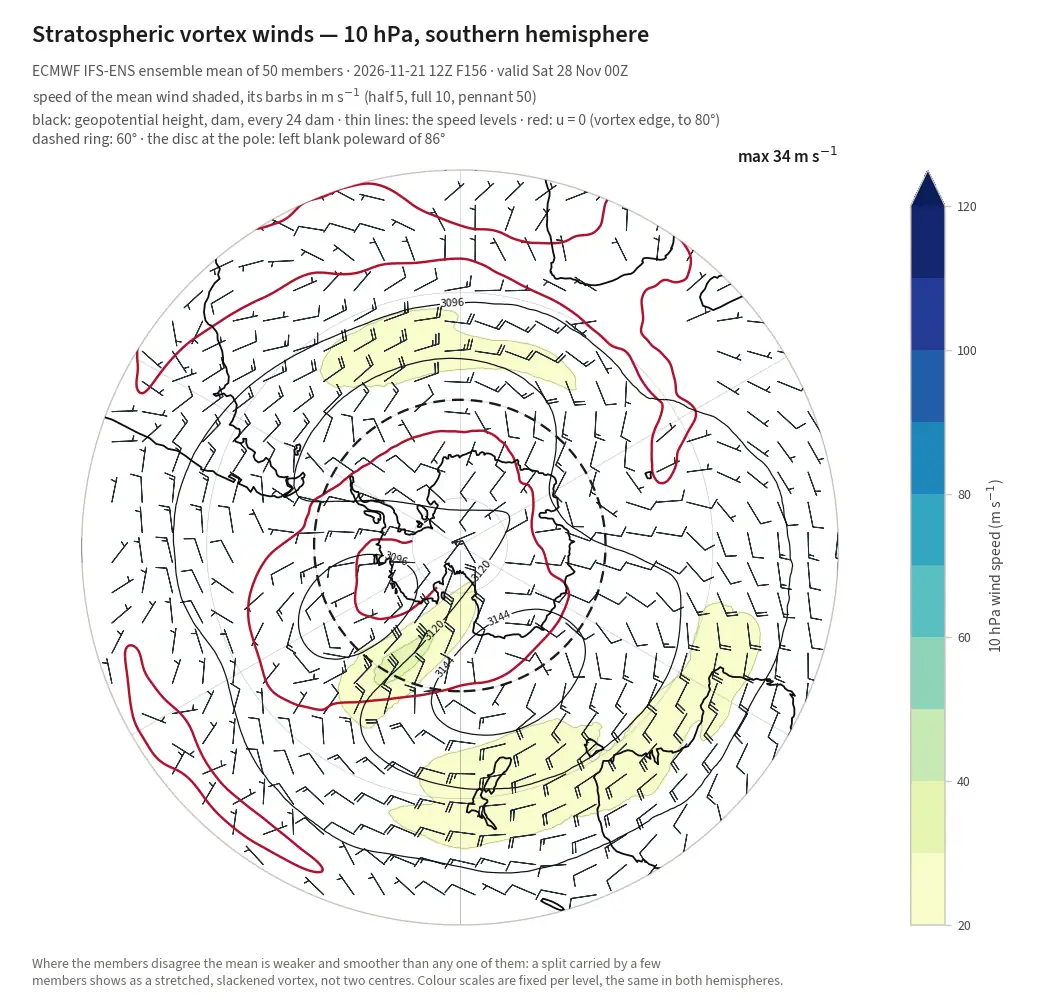 Stratospheric vortex winds — 10 hPa, southern hemisphere
ECMWF IFS-ENS ensemble mean of 50 members · 2026-11-21 12Z F156 · valid Sat 28 Nov 00Z
speed of the mean wind shaded, its barbs in m s⁻¹ (half 5, full 10, pennant 50)
black: geopotential height, dam, every 24 dam · thin lines: the speed levels · red: u = 0 (vortex edge, to 80°)
dashed ring: 60° · the disc at the pole: left blank poleward of 86°
max 34 m s⁻¹
120
100
80
60
40
20
10 hPa wind speed (m s⁻¹)
3096
3096
3120
3144
3120
314
Where the members disagree the mean is weaker and smoother than any one of them: a split carried by a few
members shows as a stretched, slackened vortex, not two centres. Colour scales are fixed per level, the same in both hemispheres.